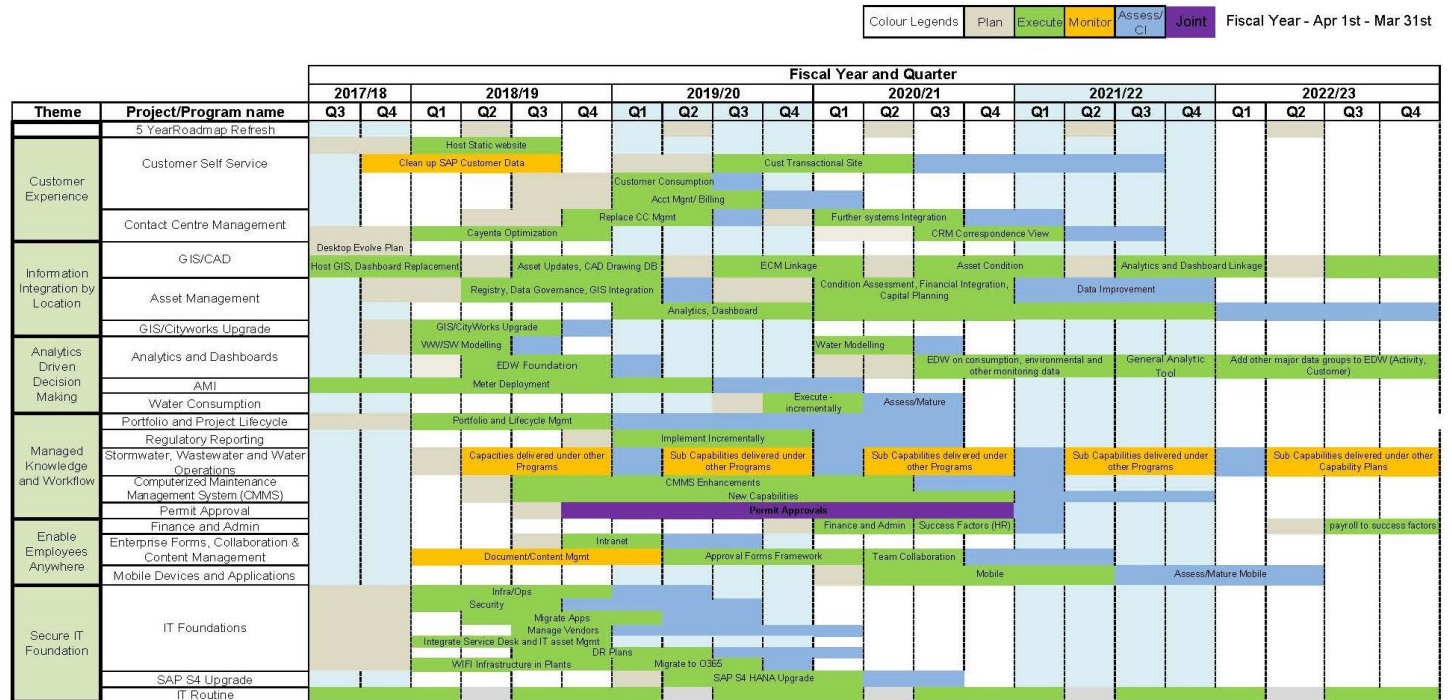 Colour Legends Plan Execute Monitor Assess/ Joint Fiscal Year - Apr 1st - Mar 31st
CI
Fiscal Year and Quarter
2017/18 2018/19 2019/20 2020/21 2021/22 2022/23
Theme Project/Program name Q3 Q4 Q1 Q2 Q3 Q4 Q1 Q2 Q3 Q4 Q1 Q2 Q3 Q4 Q1 Q2 Q3 Q4 Q1 Q2 Q3 Q4
5 YearRoadmap Refresh
Customer
Experience
Customer Self Service
Host Static website
Clean up SAP Customer Data
Cust Transactional Site
Customer Consumption
Acct Mgnt/ Billing
Contact Centre Management
Replace CC Mgmt
Further systems Integration
Cayenta Optimization
CRM Correspondence View
Information
Integration by
Location
GIS/CAD
Desktop Evolve Plan
Host GIS, Dashboard Replacement
Asset Updates, CAD Drawing DB
ECM Linkage
Asset Condition
Analytics and Dashboard Linkage
Asset Management
Registry, Data Governance, GIS Integration
Condition Assessment, Financial Integration,
Capital Planning
Data Improvement
Analytics, Dashboard
GIS/Cityworks Upgrade
GIS/CityWorks Upgrade
Analytics
Driven
Decision
Making
Analytics and Dashboards
WW/SW Modelling
Water Modelling
EDW Foundation
EDW on consumption, environmental and
other monitoring data
General Analytic
Tool
Add other major data groups to EDW (Activity,
Customer)
AMI
Meter Deployment
Water Consumption
Execute -
incrementally
Assess/Mature
Managed
Knowledge
and Workflow
Portfolio and Project Lifecycle
Portfolio and Lifecycle Mgmt
Regulatory Reporting
Implement Incrementally
Stormwater, Wastewater and Water
Operations
Capacities delivered under other
Programs
Sub Capabilities delivered under
other Programs
Sub Capabilities delivered under
other Programs
Sub Capabilities delivered under
other Programs
Sub Capabilities delivered under other
Capability Plans
Computerized Maintenance
Management System (CMMS)
CMMS Enhancements
New Capabilities
Permit Approval
Permit Approvals
Enable
Employees
Anywhere
Finance and Admin
Finance and Admin
Success Factors (HR)
payroll to success factors
Enterprise Forms, Collaboration &
Content Management
Intranet
Document/Content Mgmt
Approval Forms Framework
Team Collaboration
Mobile Devices and Applications
Mobile
Assess/Mature Mobile
Secure IT
Foundation
IT Foundations
Infra/Ops
Security
Migrate Apps
Manage Vendors
Integrate Service Desk and IT asset Mgmt
DR Plans
WIFI Infrastructure in Plants
Migrate to O365
SAP S4 Upgrade
SAP S4 HANA Upgrade
IT Routine